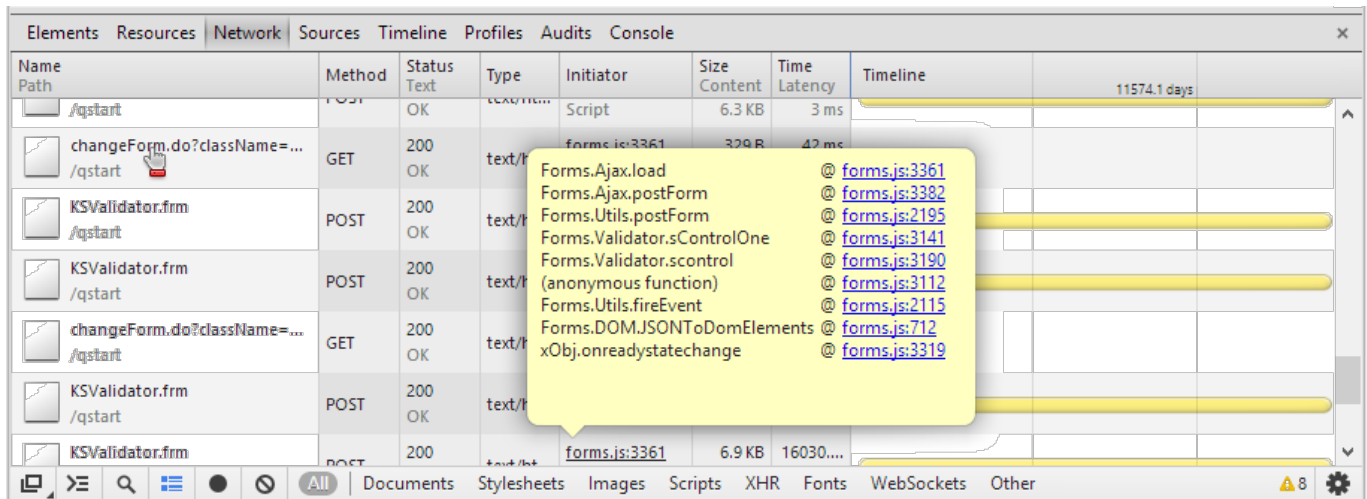 Elements Resources Network Sources Timeline Profiles Audits Console ×
Name Method Status Type Initiator Size Time Timeline
Path Text Content Latency 11574.1 days
/qstart OK Script 6.3 KB 3 ms
changeForm.do?className=... GET 200 forms.js:3361 329 B 42 ms
/qstart OK
KSValidator.frm POST 200
/qstart OK
KSValidator.frm POST 200
/qstart OK
changeForm.do?className=... GET 200
/qstart OK
KSValidator.frm POST 200
/qstart OK
KSValidator.frm POST 200 forms.js:3361 6.9 KB 16030....
Forms.Ajax.load @ forms.js:3361
Forms.Ajax.postForm @ forms.js:3382
Forms.Utils.postForm @ forms.js:2195
Forms.Validator.sControlOne @ forms.js:3141
Forms.Validator.scontrol @ forms.js:3190
(anonymous function) @ forms.js:3112
Forms.Utils.fireEvent @ forms.js:2115
Forms.DOM.JSONToDomElements @ forms.js:712
xObj.onreadystatechange @ forms.js:3319
All Documents Stylesheets Images Scripts XHR Fonts WebSockets Other 8